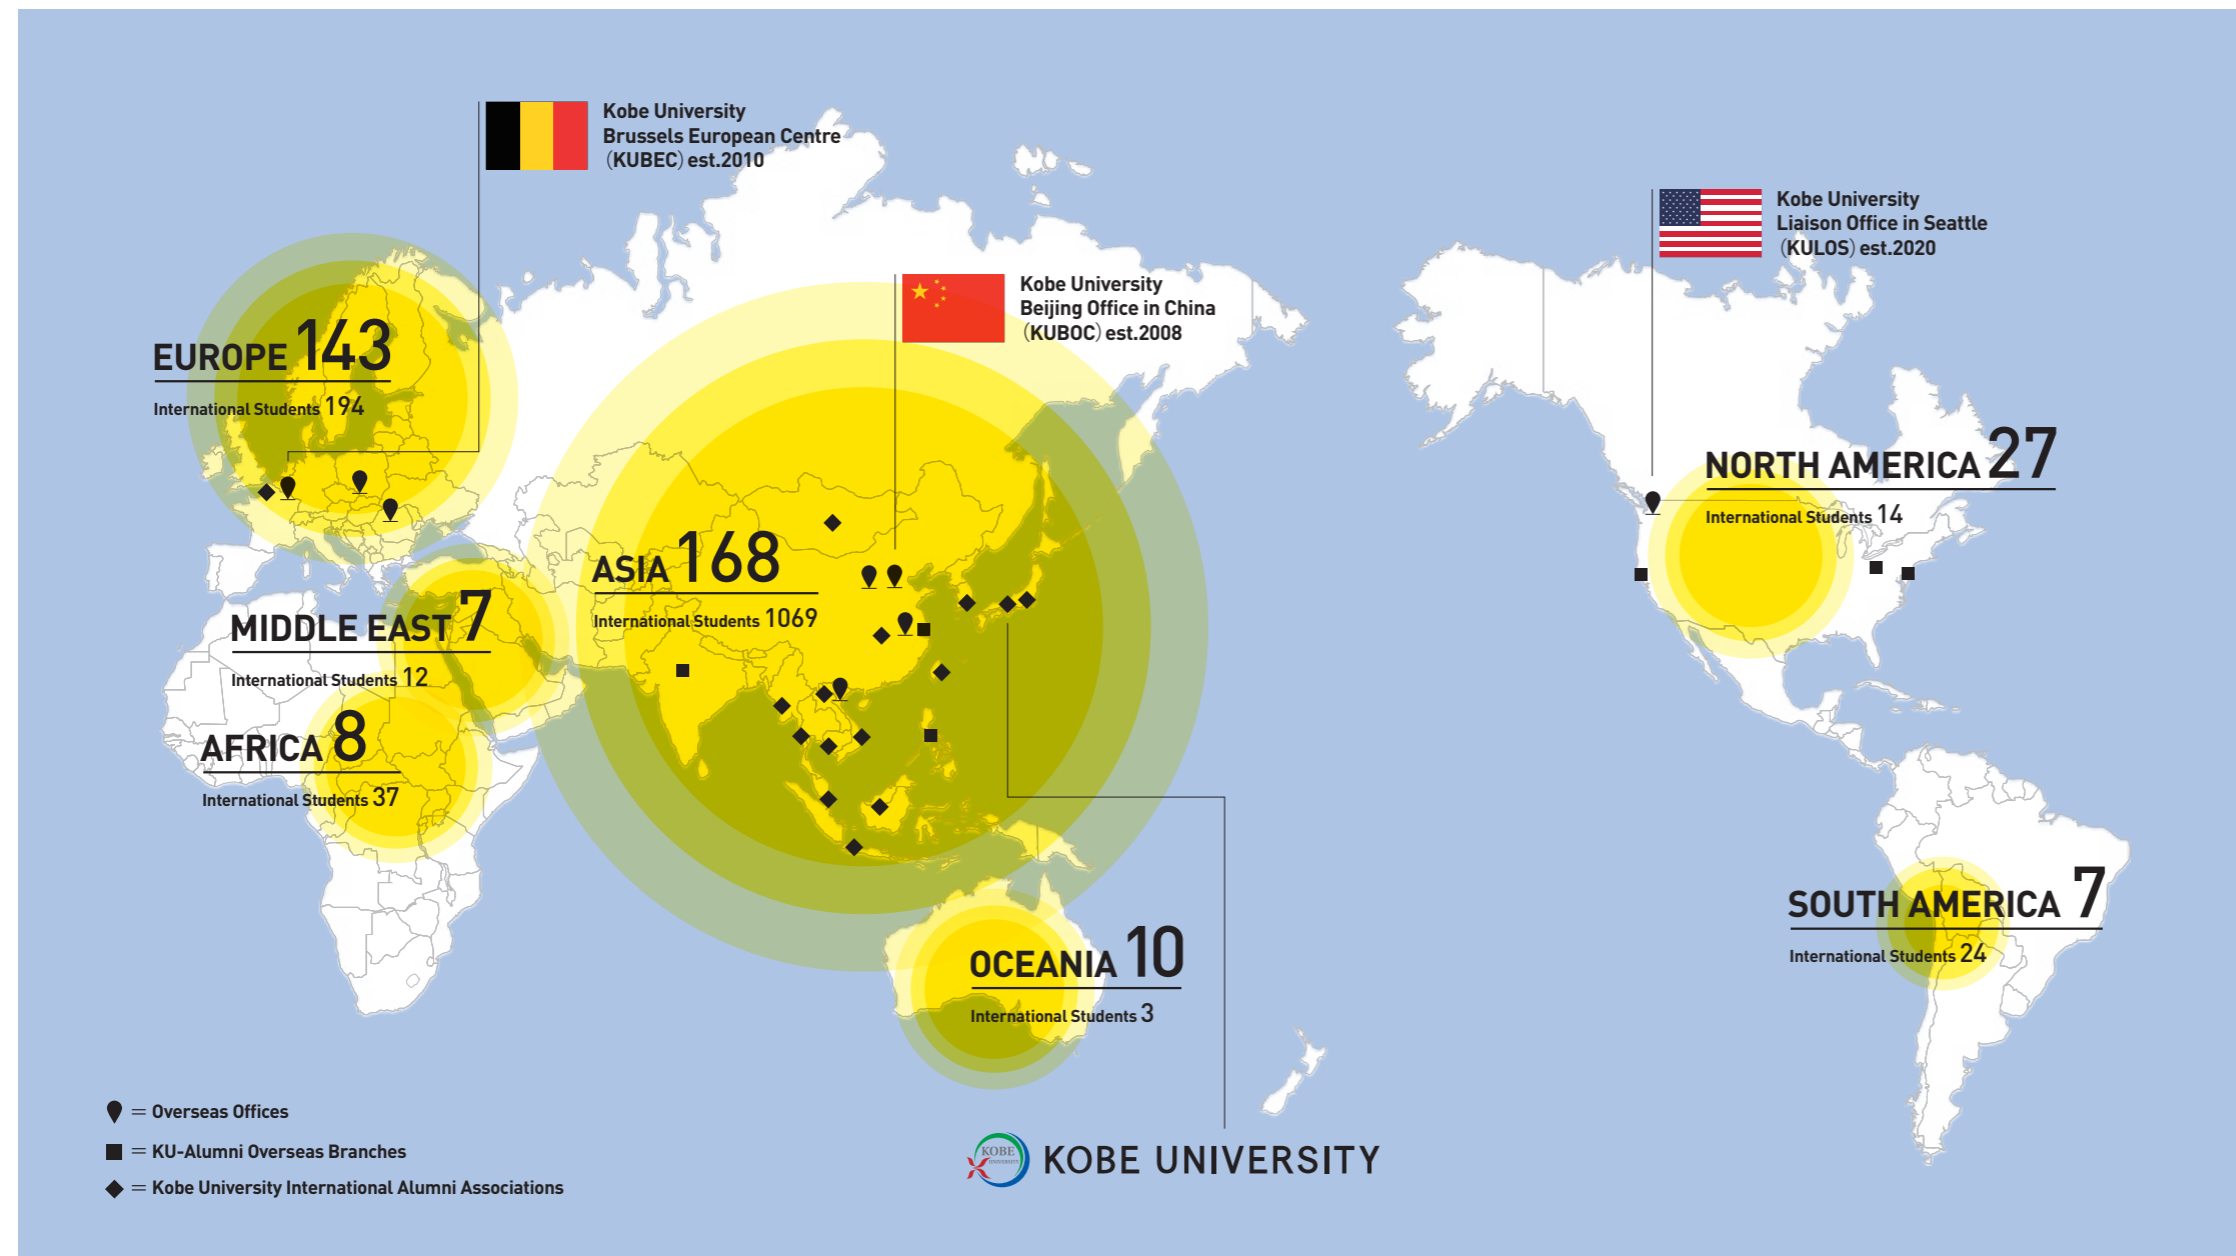 Kobe University
Brussels European Centre
(KUBEC) est.2010
Kobe University
Liaison Office in Seattle
(KULOS) est.2020
Kobe University
Beijing Office in China
(KUBOC) est.2008
EUROPE 143
International Students 194
NORTH AMERICA 27
International Students 14
ASIA 168
International Students 1069
MIDDLE EAST 7
International Students 12
AFRICA 8
International Students 37
SOUTH AMERICA 7
International Students 24
OCEANIA 10
International Students 3
= Overseas Offices
= KU-Alumni Overseas Branches
= Kobe University International Alumni Associations
KOBE
UNIVERSITY
KOBE UNIVERSITY